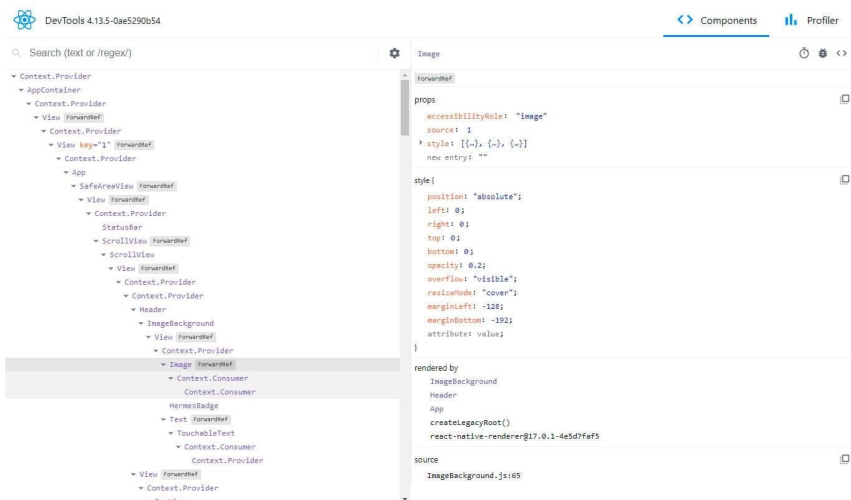 DevTools 4.13.5-0ae5290b54
Components
Profiler
Search (text or /regex/)
Context.Provider
AppContainer
Context.Provider
View ForwardRef
Context.Provider
View key="1" ForwardRef
Context.Provider
App
SafeAreaView ForwardRef
View ForwardRef
Context.Provider
StatusBar
ScrollView ForwardRef
ScrollView
View ForwardRef
Context.Provider
Context.Provider
Header
ImageBackground
View ForwardRef
Context.Provider
Image ForwardRef
Context.Consumer
Context.Consumer
HermesBadge
Text ForwardRef
TouchableText
Context.Consumer
Context.Provider
View ForwardRef
Context.Provider
Image
ForwardRef
props
accessibilityRole: "image"
source: 1
style: [{…}, {…}, {…}]
new entry: ""
style {
position: "absolute";
left: 0;
right: 0;
top: 0;
bottom: 0;
opacity: 0.2;
overflow: "visible";
resizeMode: "cover";
marginLeft: -128;
marginBottom: -192;
attribute: value;
}
rendered by
ImageBackground
Header
App
createLegacyRoot()
react-native-renderer@17.0.1-4e5d7faf5
source
ImageBackground.js:65